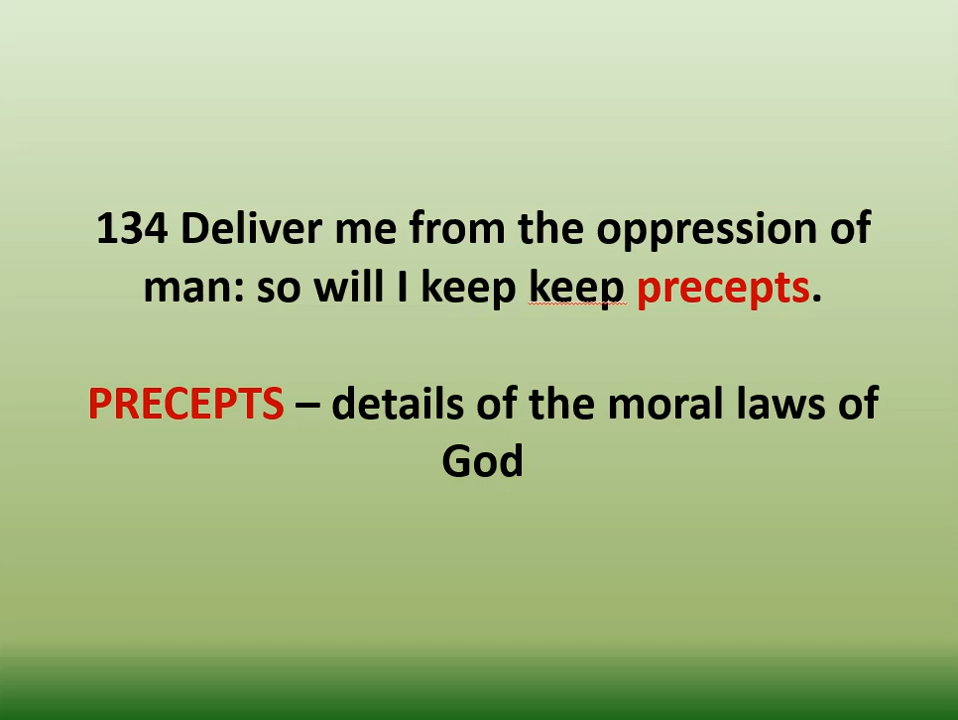 134 Deliver me from the oppression of
man: so will I keep keep precepts.
PRECEPTS – details of the moral laws of
God